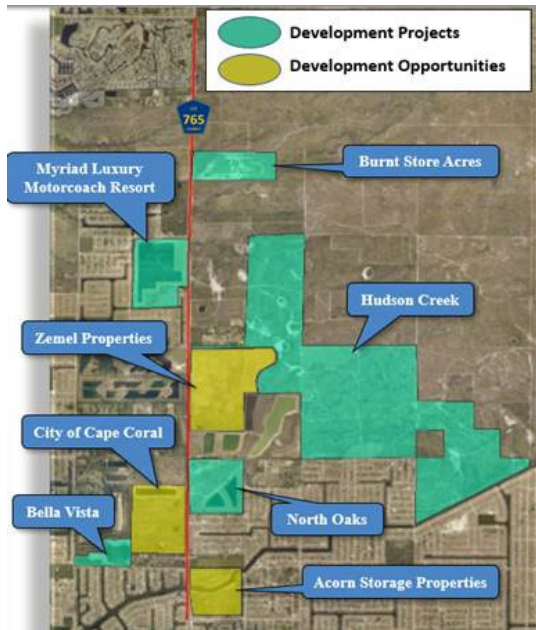 Development Projects
Development Opportunities
765
Myriad Luxury
Motorcoach Resort
Burnt Store Acres
Hudson Creek
Zemel Properties
City of Cape Coral
Bella Vista
North Oaks
Acorn Storage Properties